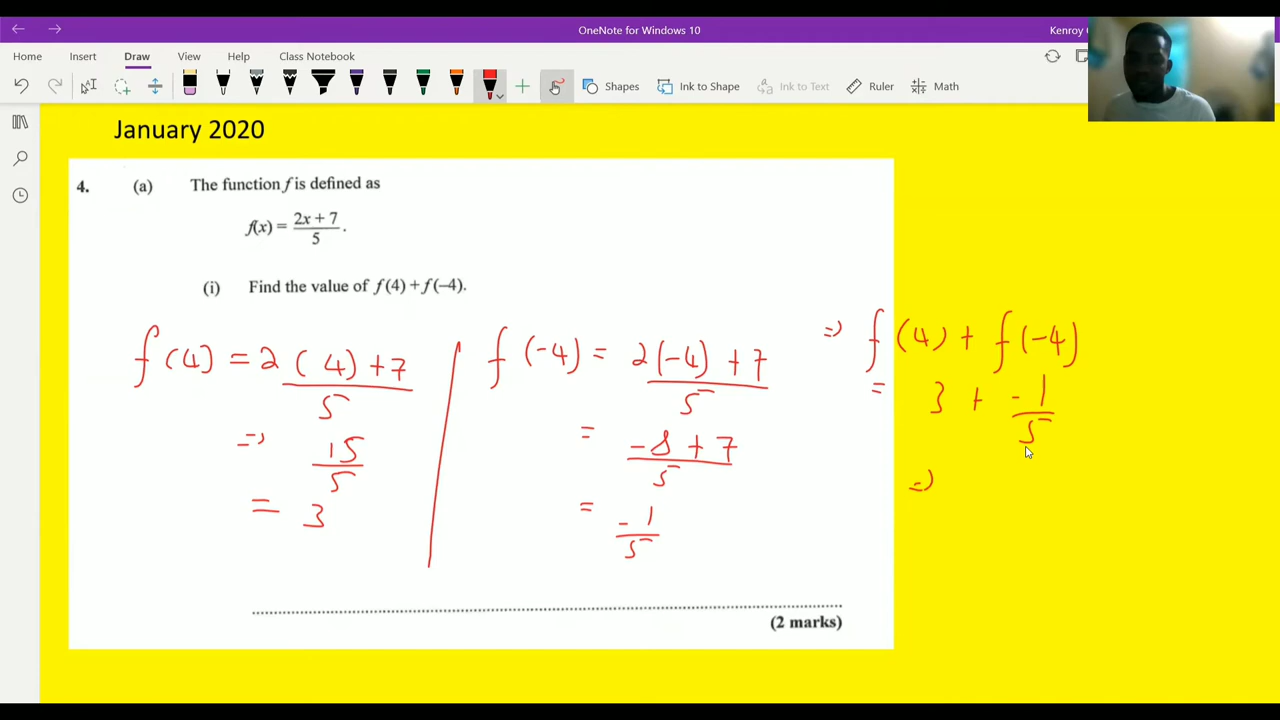 OneNote for Windows 10
Kenroy
Home Insert Draw View Help Class Notebook
Shapes Ink to Shape Ink to Text Ruler Math
January 2020
4. (a) The function f is defined as
f(x) = (2x + 7)/5 .
(i) Find the value of f(4) + f(–4).
f(4) = (2(4) + 7)/5
=> 15/5
= 3
f(-4) = (2(-4) + 7)/5
= (-8 + 7)/5
= -1/5
=> f(4) + f(-4)
= 3 + -1/5
=>
(2 marks)